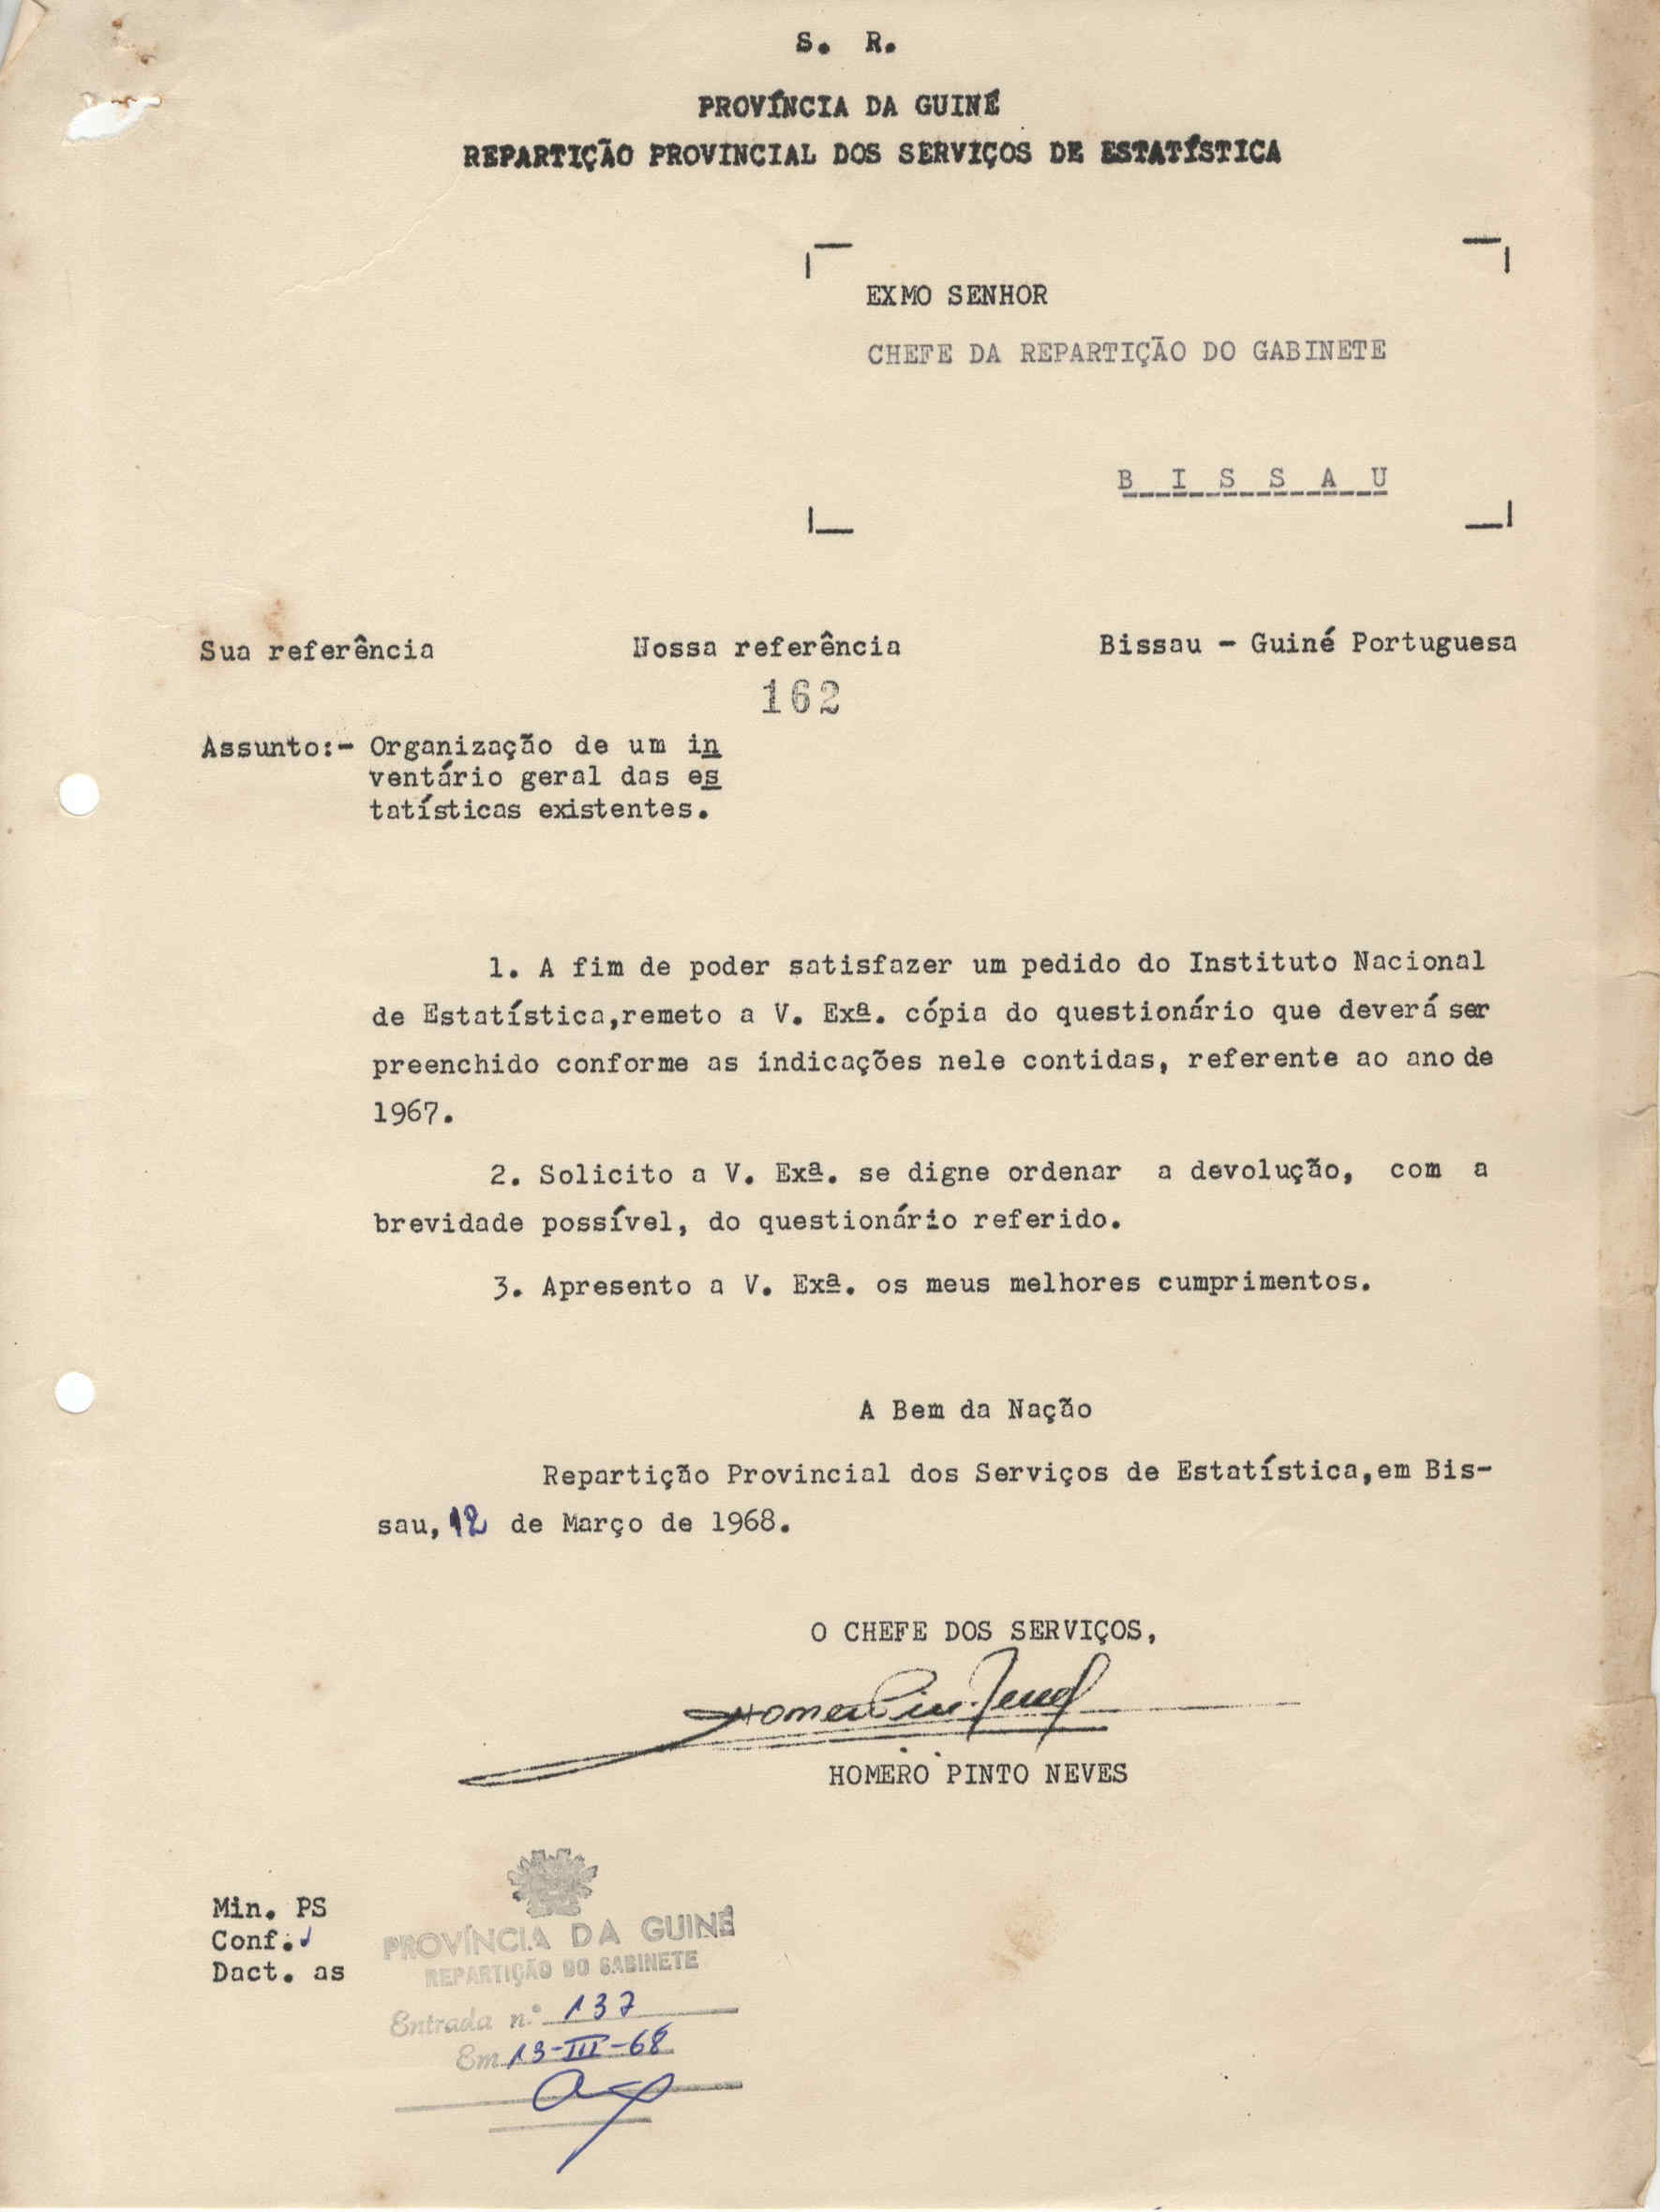 S. R.
PROVÍNCIA DA GUINÉ
REPARTIÇÃO PROVINCIAL DOS SERVIÇOS DE ESTATÍSTICA
EXMO SENHOR
CHEFE DA REPARTIÇÃO DO GABINETE
B I S S A U
Sua referência Nossa referência Bissau - Guiné Portuguesa
162
Assunto:- Organização de um in
ventário geral das es
tatísticas existentes.
1. A fim de poder satisfazer um pedido do Instituto Nacional
de Estatística,remeto a V. Exª. cópia do questionário que deverá ser
preenchido conforme as indicações nele contidas, referente ao ano de
1967.
2. Solicito a V. Exª. se digne ordenar a devolução, com a
brevidade possível, do questionário referido.
3. Apresento a V. Exª. os meus melhores cumprimentos.
A Bem da Nação
Repartição Provincial dos Serviços de Estatística,em Bis-
sau, 12 de Março de 1968.
O CHEFE DOS SERVIÇOS,
HOMERO PINTO NEVES
Min. PS
Conf.
Dact. as
PROVÍNCIA DA GUINÉ
REPARTIÇÃO DO GABINETE
Entrada n.º 137
Em 13-III-68